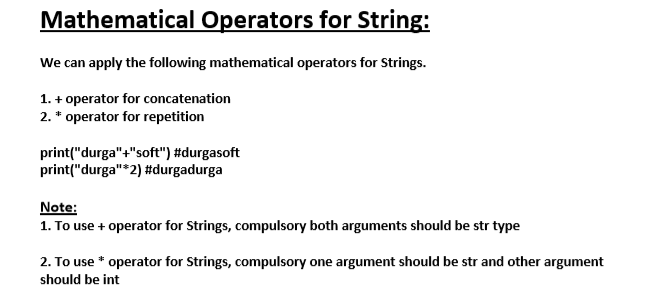 Mathematical Operators for String:
We can apply the following mathematical operators for Strings.
1. + operator for concatenation
2. * operator for repetition
print("durga"+"soft") #durgasoft
print("durga"*2) #durgadurga
Note:
1. To use + operator for Strings, compulsory both arguments should be str type
2. To use * operator for Strings, compulsory one argument should be str and other argument
should be int